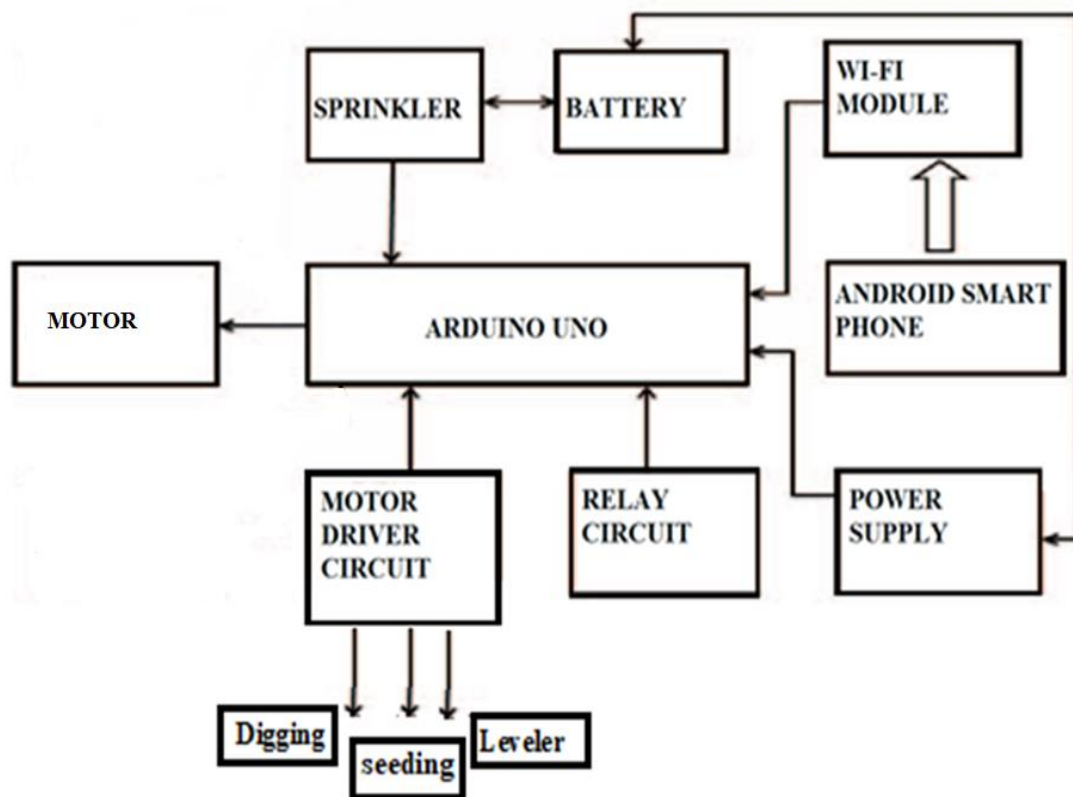 SPRINKLER
BATTERY
WI-FI
MODULE
MOTOR
ARDUINO UNO
ANDROID SMART
PHONE
MOTOR
DRIVER
CIRCUIT
RELAY
CIRCUIT
POWER
SUPPLY
Digging
seeding
Leveler